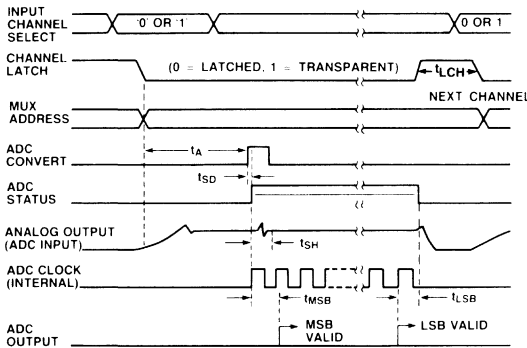 INPUT
CHANNEL
SELECT
'0' OR '1'
0 OR 1
CHANNEL
LATCH
(0 = LATCHED, 1 = TRANSPARENT)
tLCH
NEXT CHANNEL
MUX
ADDRESS
ADC
CONVERT
tA
tSD
ADC
STATUS
ANALOG OUTPUT
(ADC INPUT)
tSH
ADC CLOCK
(INTERNAL)
tMSB
tLSB
ADC
OUTPUT
MSB
VALID
LSB VALID